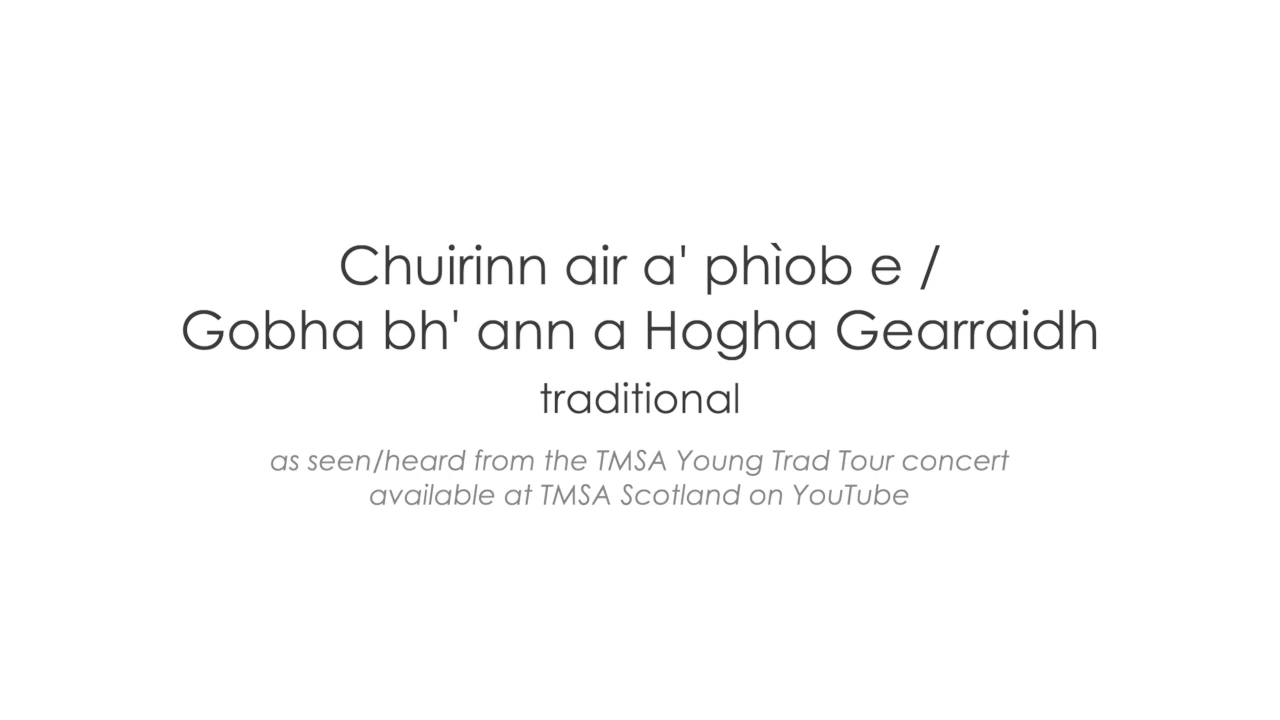 Chuirinn air a' phìob e /
Gobha bh' ann a Hogha Gearraidh
traditional
as seen/heard from the TMSA Young Trad Tour concert
available at TMSA Scotland on YouTube